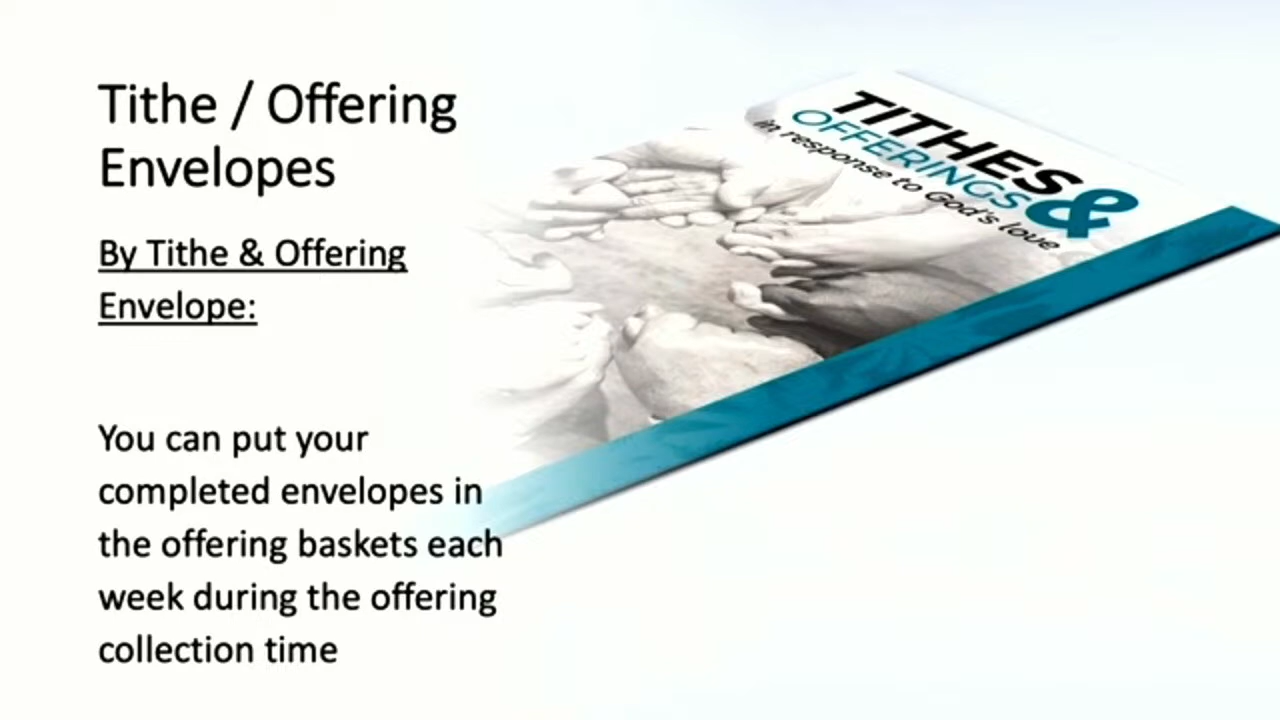 Tithe / Offering
Envelopes
By Tithe & Offering
Envelope:
You can put your
completed envelopes in
the offering baskets each
week during the offering
collection time
TITHES &
OFFERINGS
in response to God's love